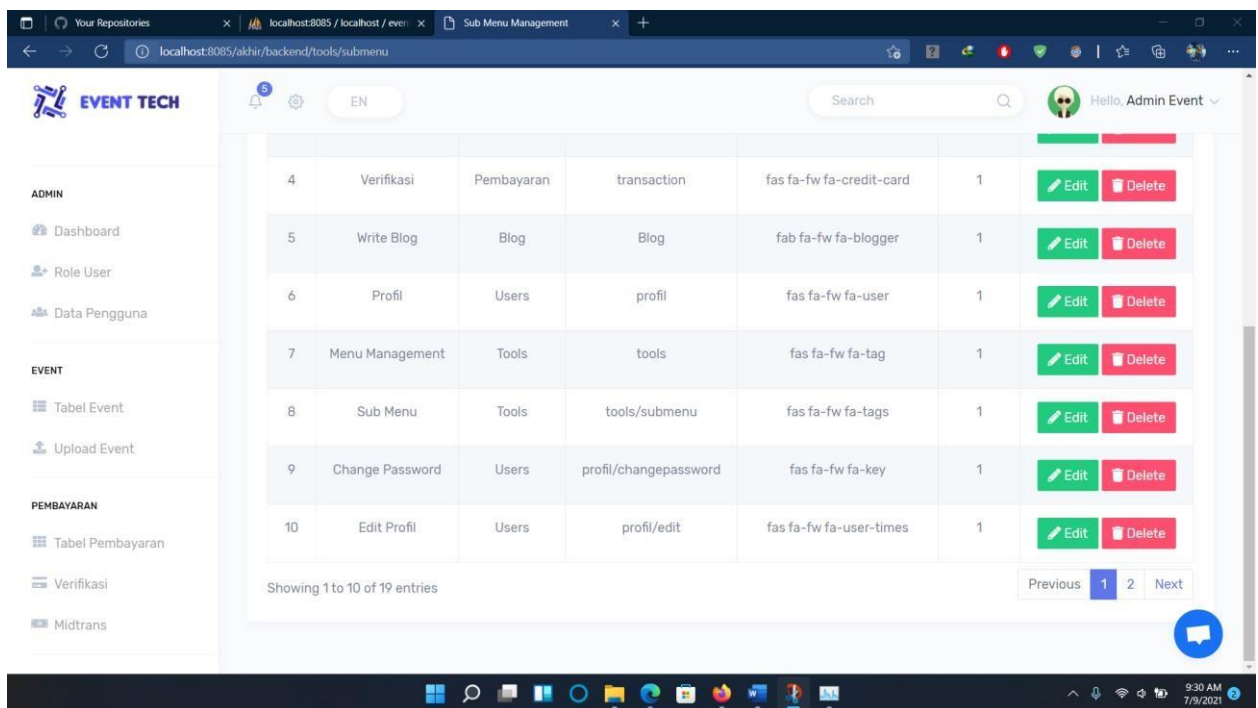 Your Repositories
localhost:8085 / localhost / even
Sub Menu Management
localhost:8085/akhir/backend/tools/submenu
EVENT TECH
5
EN
Search
Hello, Admin Event
ADMIN
Dashboard
Role User
Data Pengguna
EVENT
Tabel Event
Upload Event
PEMBAYARAN
Tabel Pembayaran
Verifikasi
Midtrans
4 Verifikasi Pembayaran transaction fas fa-fw fa-credit-card 1 Edit Delete
5 Write Blog Blog Blog fab fa-fw fa-blogger 1 Edit Delete
6 Profil Users profil fas fa-fw fa-user 1 Edit Delete
7 Menu Management Tools tools fas fa-fw fa-tag 1 Edit Delete
8 Sub Menu Tools tools/submenu fas fa-fw fa-tags 1 Edit Delete
9 Change Password Users profil/changepassword fas fa-fw fa-key 1 Edit Delete
10 Edit Profil Users profil/edit fas fa-fw fa-user-times 1 Edit Delete
Showing 1 to 10 of 19 entries
Previous 1 2 Next
9:30 AM
7/9/2021
2